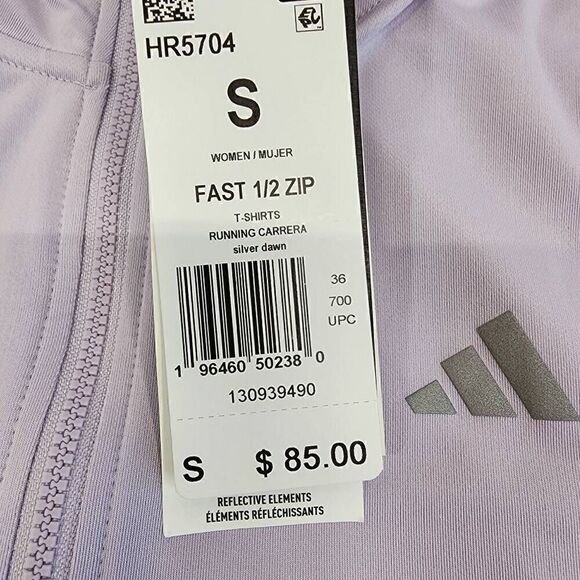 HR5704
S
WOMEN / MUJER
FAST 1/2 ZIP
T-SHIRTS
RUNNING CARRERA
silver dawn
36
700
UPC
1 96460 50238 0
130939490
S $ 85.00
REFLECTIVE ELEMENTS
ÉLÉMENTS RÉFLÉCHISSANTS